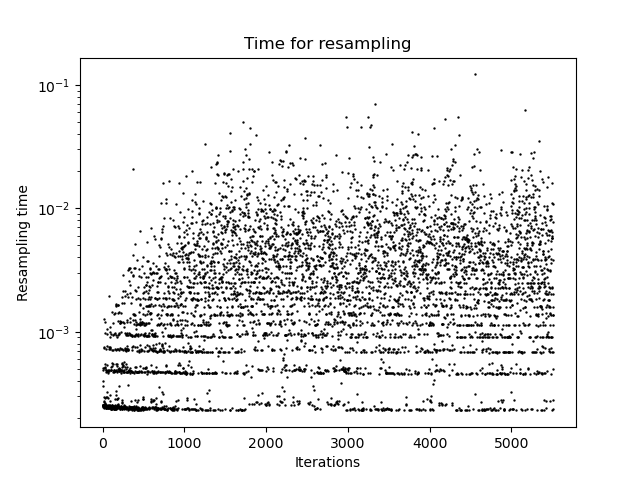 Time for resampling
10⁻¹
10⁻²
10⁻³
Resampling time
0 1000 2000 3000 4000 5000
Iterations